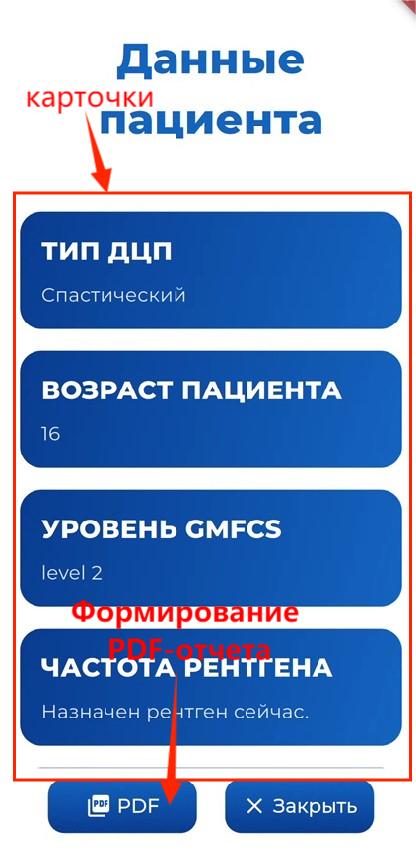 Данные
карточки
пациента
ТИП ДЦП
Спастический
ВОЗРАСТ ПАЦИЕНТА
16
УРОВЕНЬ GMFCS
level 2
Формирование
PDF-отчета
ЧАСТОТА РЕНТГЕНА
Назначен рентген сейчас.
PDF PDF
Закрыть